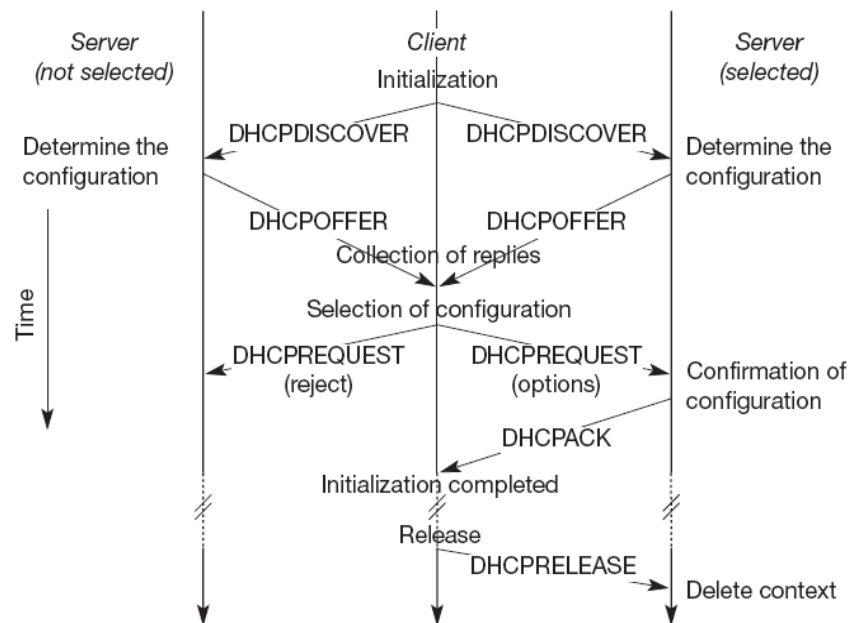 Server
(not selected)
Client
Server
(selected)
Initialization
DHCPDISCOVER
DHCPDISCOVER
Determine the
configuration
Determine the
configuration
DHCPOFFER
DHCPOFFER
Collection of replies
Time
Selection of configuration
DHCPREQUEST
(reject)
DHCPREQUEST
(options)
Confirmation of
configuration
DHCPACK
Initialization completed
Release
DHCPRELEASE
Delete context